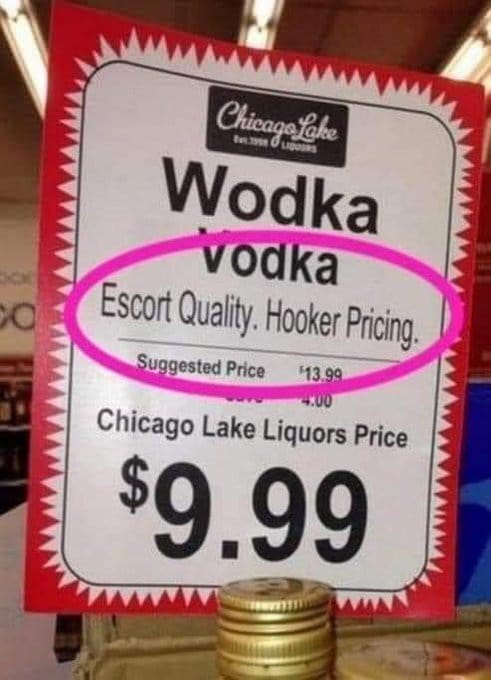 Chicago Lake
Est. 1998 LIQUORS
Wodka
Vodka
Escort Quality. Hooker Pricing.
Suggested Price $13.99
4.00
Chicago Lake Liquors Price
$9.99